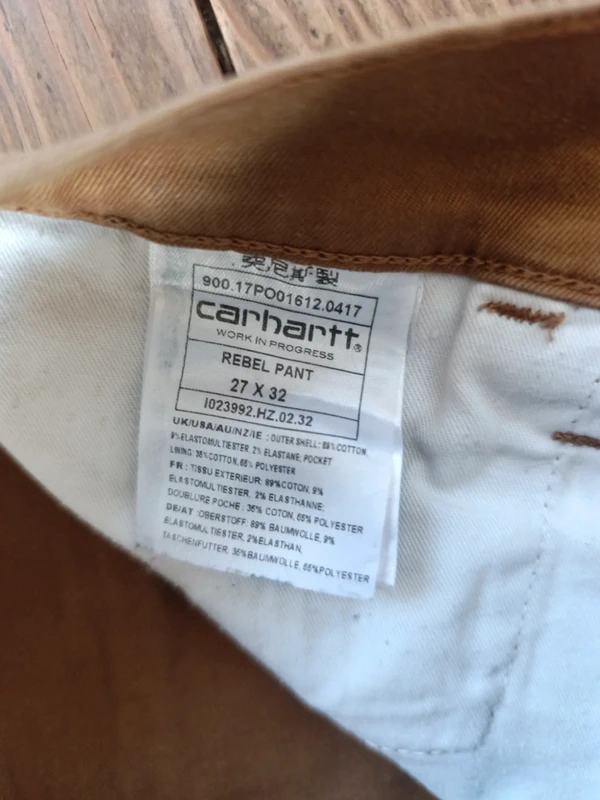 900.17PO01612.0417
carhartt®
WORK IN PROGRESS
REBEL PANT
27 X 32
I023992.HZ.02.32
UK/USA/AU/NZ/IE : OUTER SHELL: 89%COTTON,
9%ELASTOMULTIESTER, 2% ELASTANE; POCKET
LINING: 35%COTTON, 65% POLYESTER
FR : TISSU EXTERIEUR: 89%COTON, 9%
ELASTOMULTIESTER, 2% ELASTHANNE;
DOUBLURE POCHE : 35% COTON, 65% POLYESTER
DE/AT :OBERSTOFF: 89% BAUMWOLLE, 9%
ELASTOMULTIESTER, 2%ELASTHAN,
TASCHENFUTTER, 35%BAUMWOLLE, 65%POLYESTER